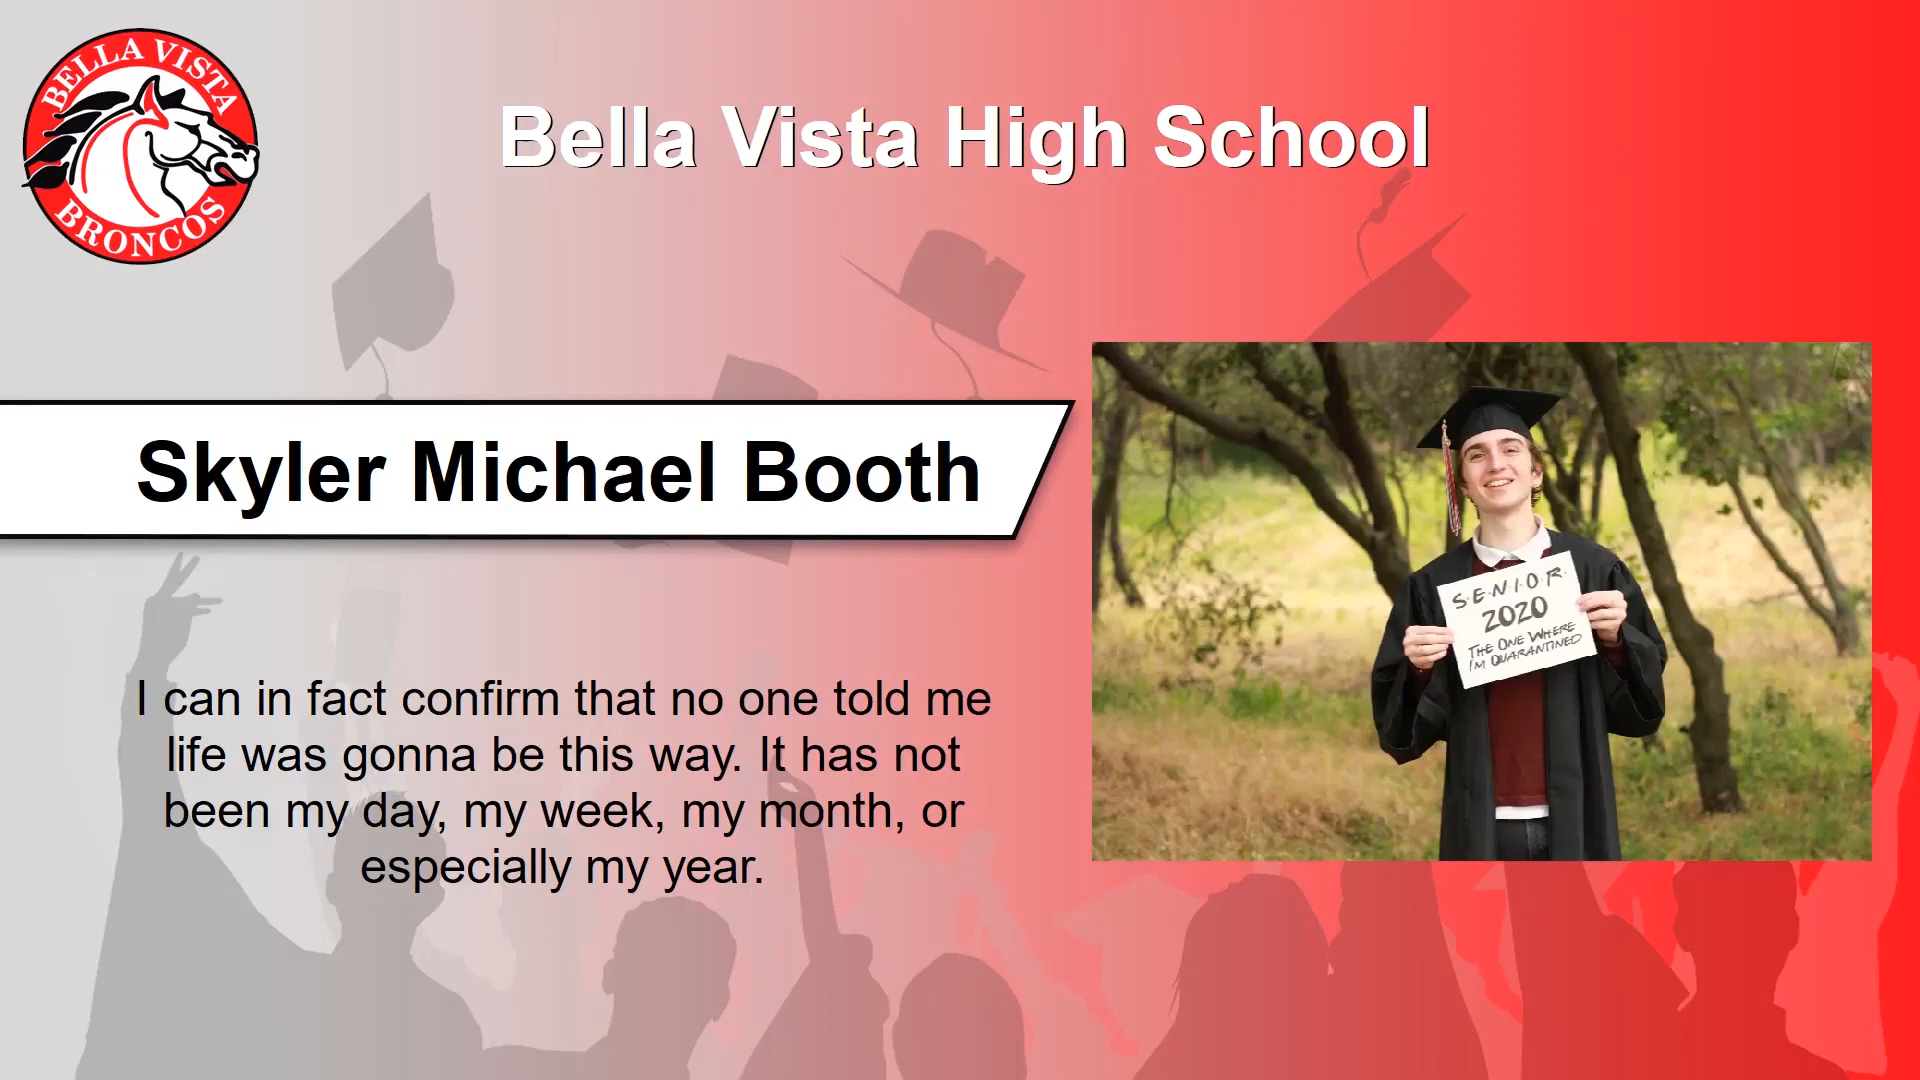 BELLA VISTA
BRONCOS
Bella Vista High School
Skyler Michael Booth
I can in fact confirm that no one told me
life was gonna be this way. It has not
been my day, my week, my month, or
especially my year.
S·E·N·I·O·R·
2020
THE ONE WHERE
I'M QUARANTINED